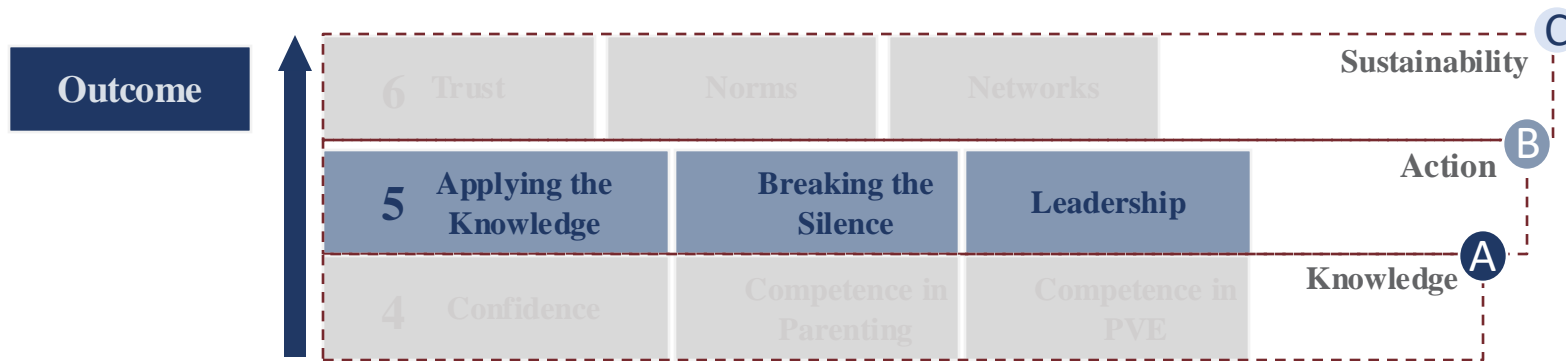 Outcome
6 Trust
Norms
Networks
Sustainability
C
B
Action
5
Applying the
Knowledge
Breaking the
Silence
Leadership
A
Knowledge
4 Confidence
Competence in
Parenting
Competence in
PVE